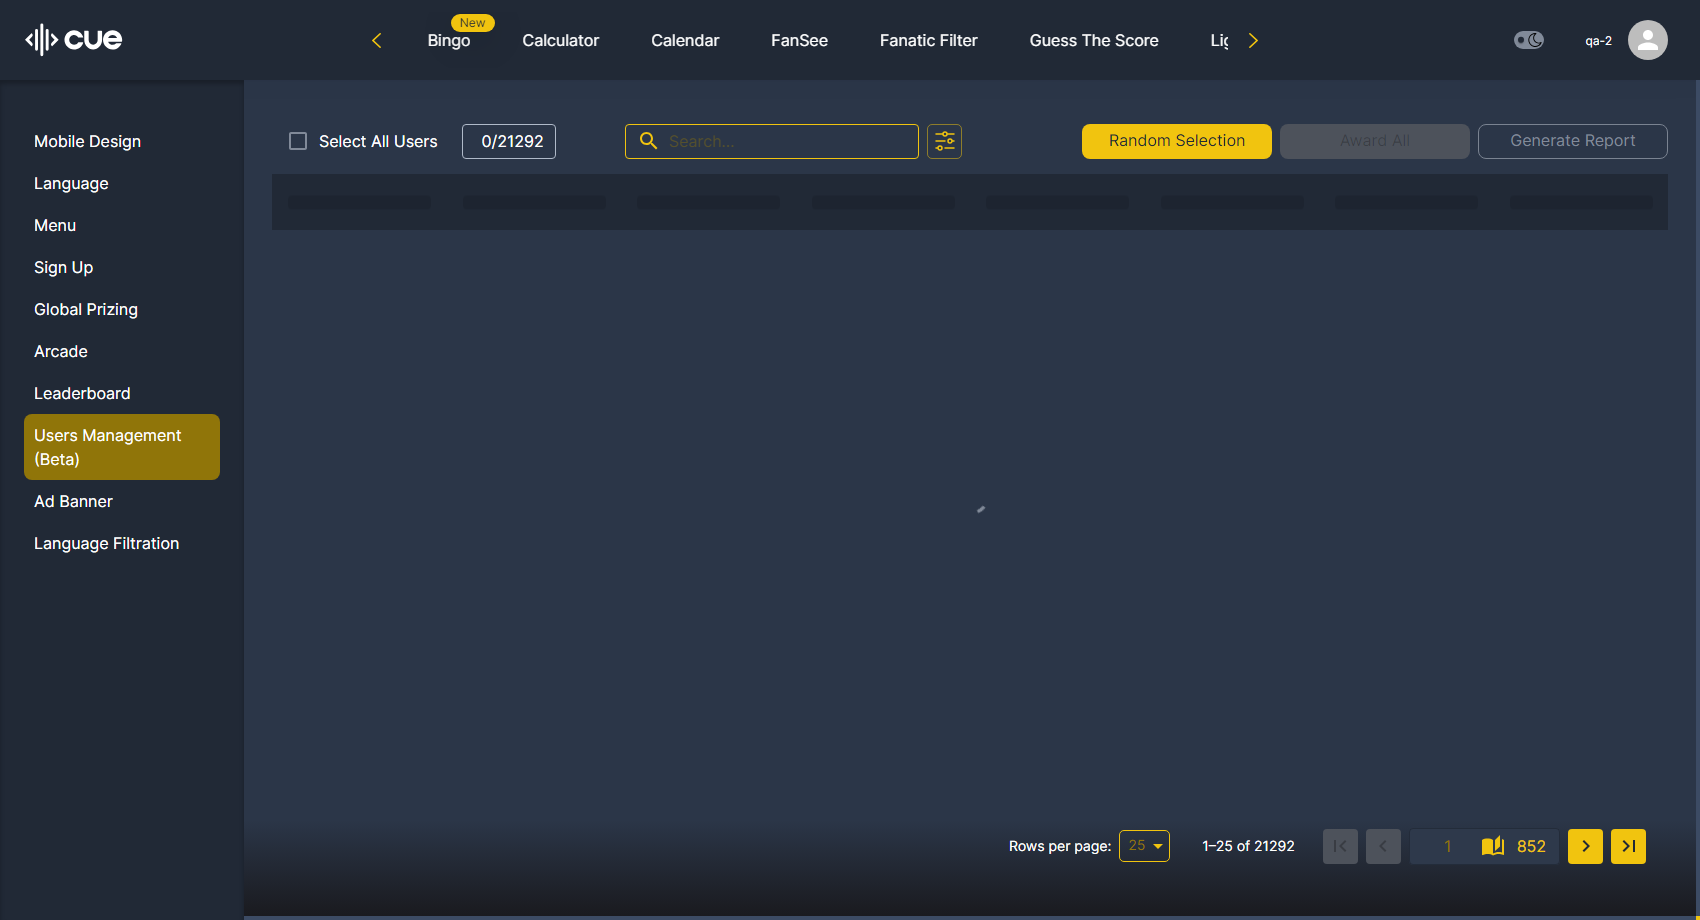 cue
New
Bingo
Calculator
Calendar
FanSee
Fanatic Filter
Guess The Score
qa-2
Mobile Design
Language
Menu
Sign Up
Global Prizing
Arcade
Leaderboard
Users Management
(Beta)
Ad Banner
Language Filtration
Select All Users
0/21292
Search...
Random Selection
Award All
Generate Report
Rows per page:
25
1–25 of 21292
1
852